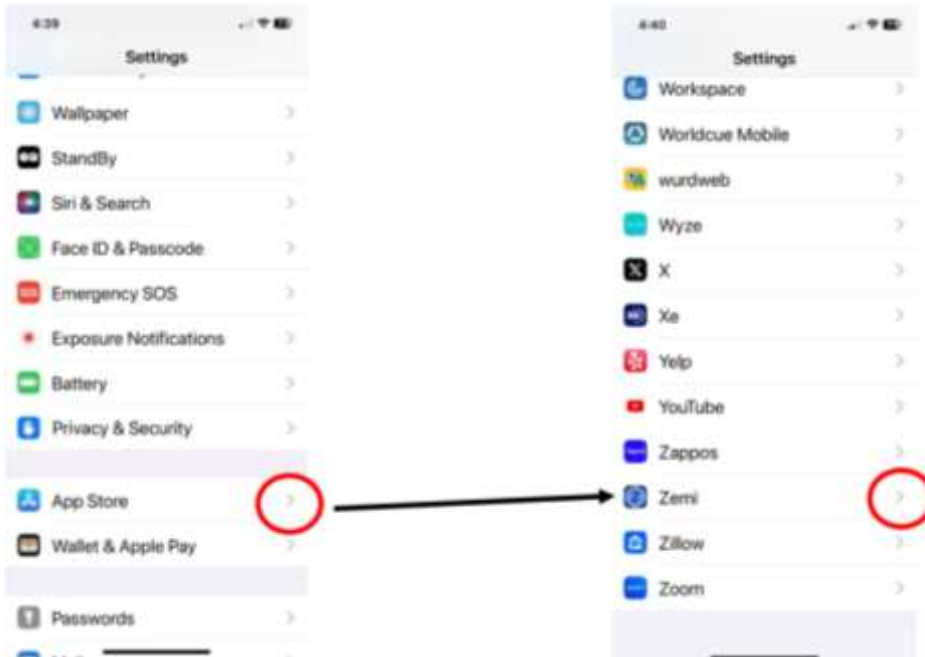 4:39
Settings
Wallpaper
StandBy
Siri & Search
Face ID & Passcode
Emergency SOS
Exposure Notifications
Battery
Privacy & Security
App Store
Wallet & Apple Pay
Passwords
4:40
Settings
Workspace
Worldcue Mobile
wurdweb
Wyze
X
Xe
Yelp
YouTube
Zappos
Zemi
Zillow
Zoom